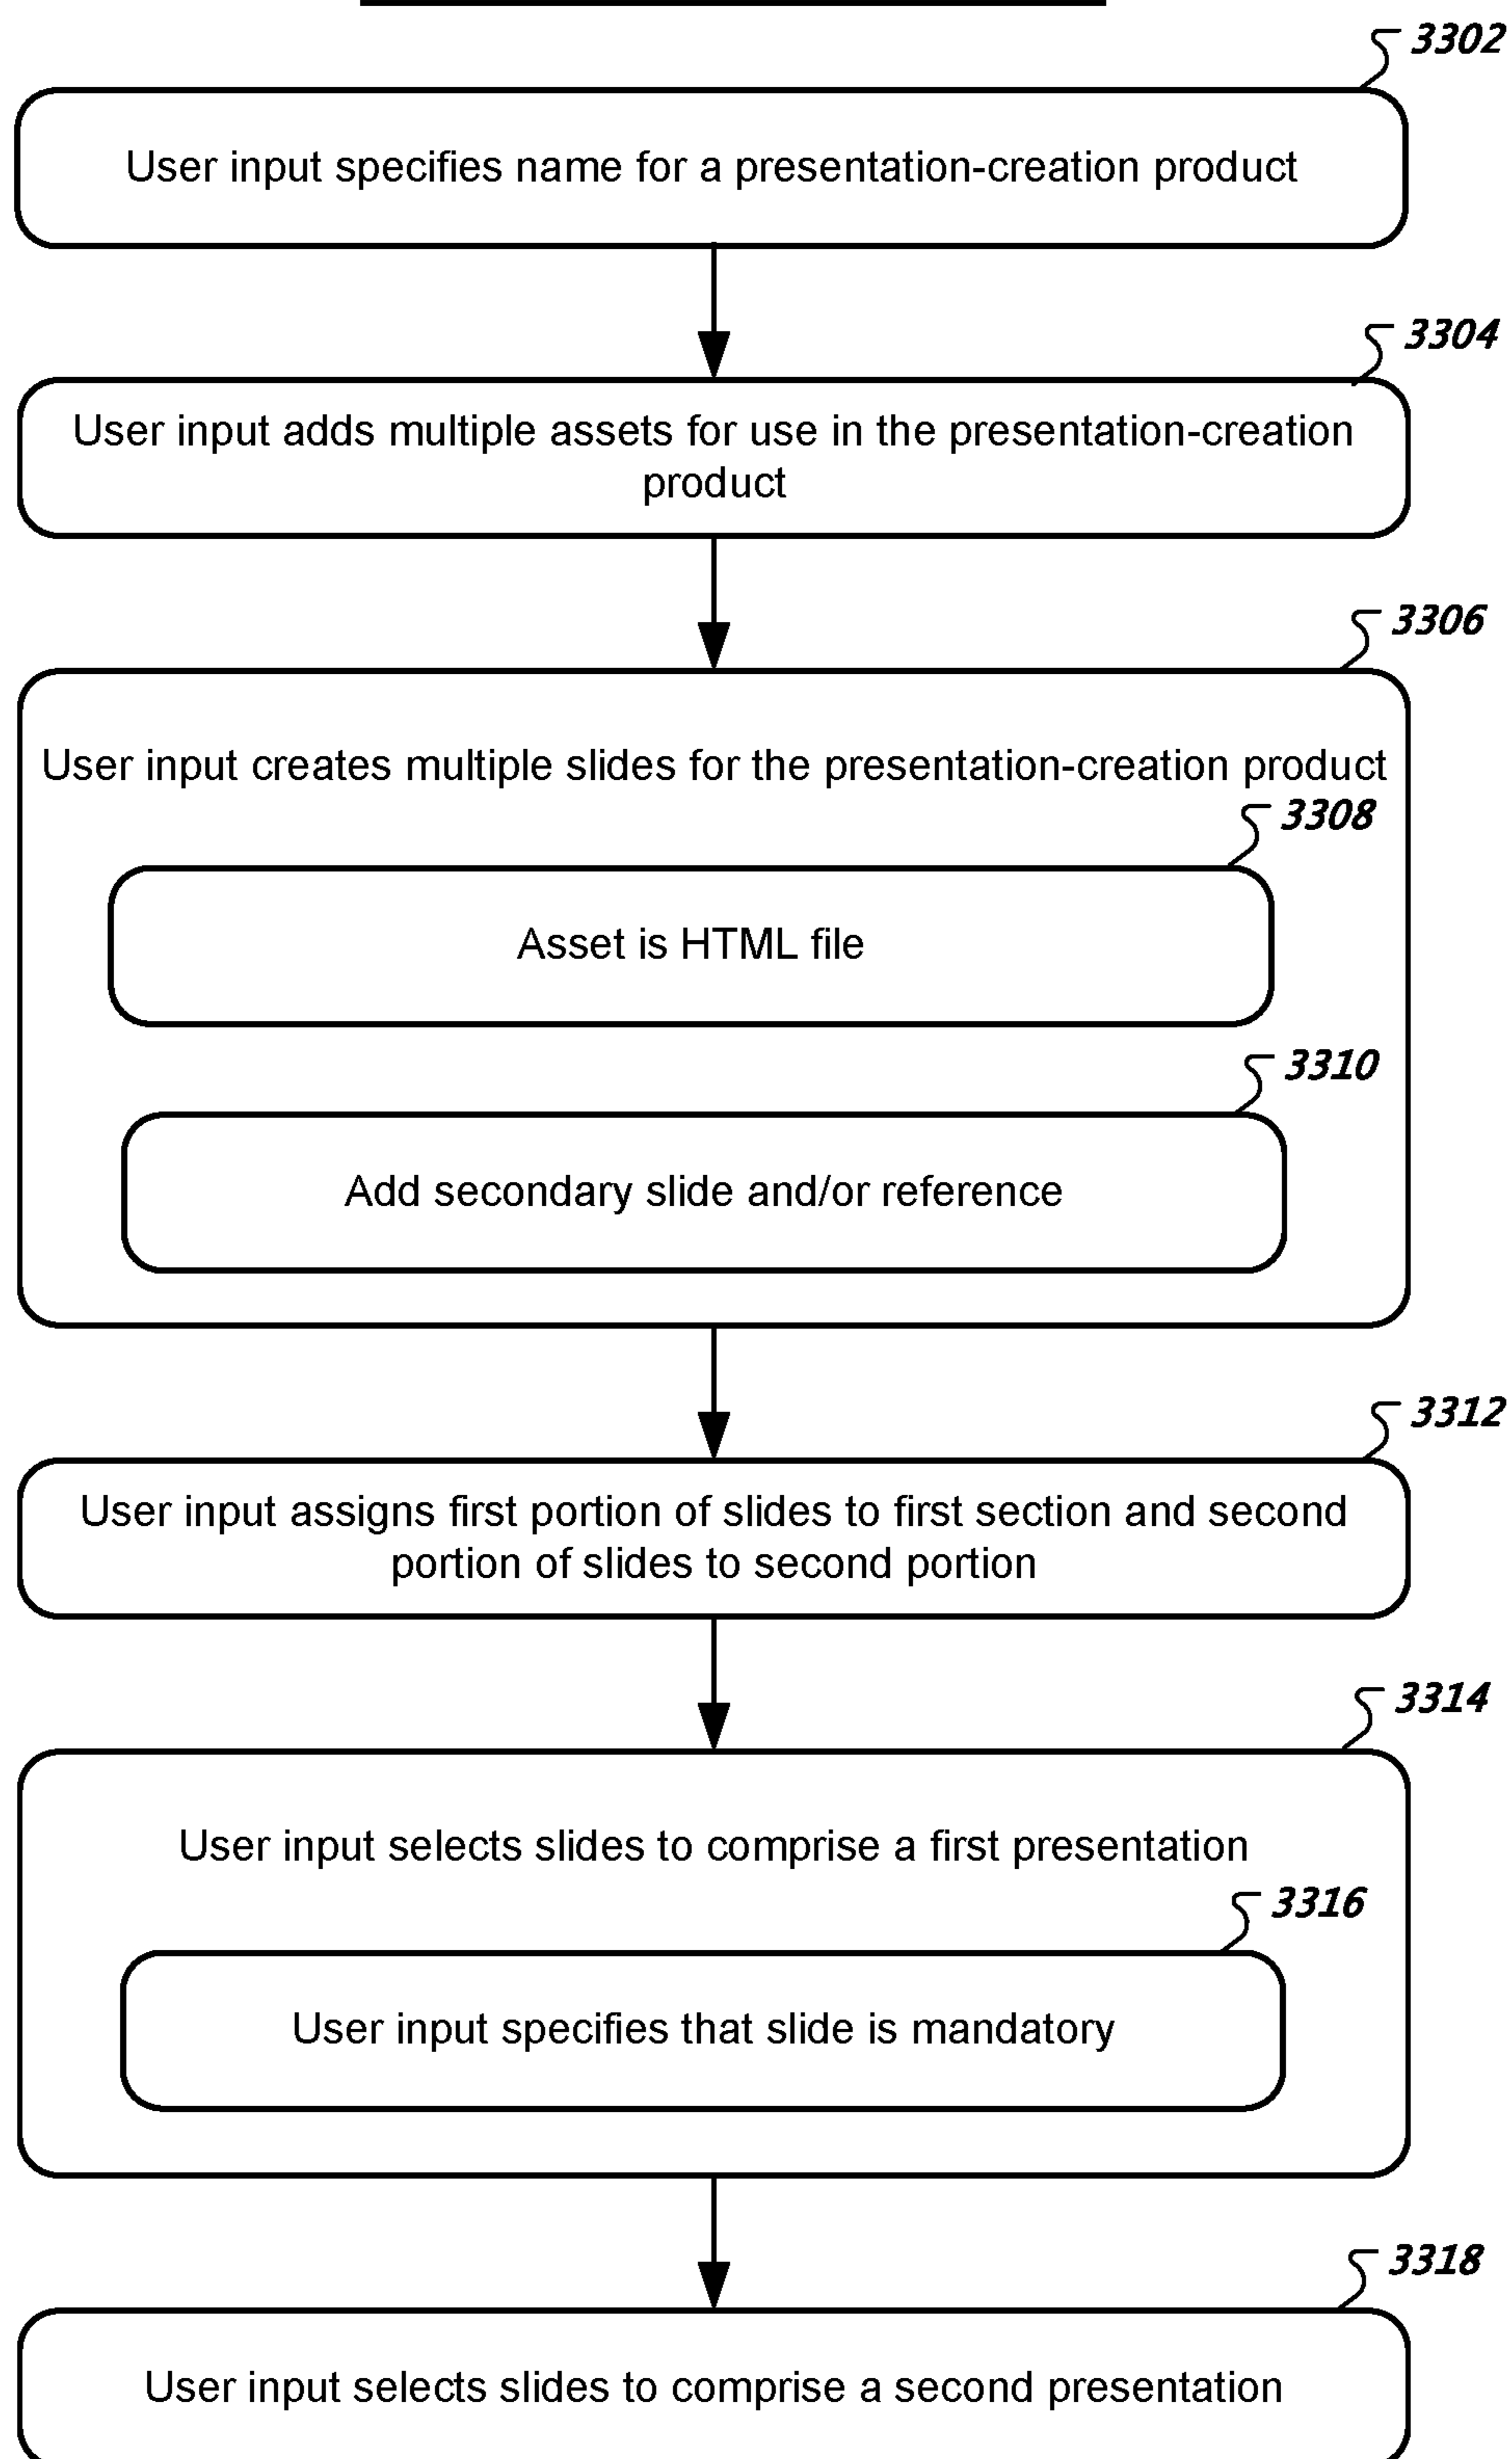 3302
User input specifies name for a presentation-creation product
3304
User input adds multiple assets for use in the presentation-creation
product
3306
User input creates multiple slides for the presentation-creation product
3308
Asset is HTML file
3310
Add secondary slide and/or reference
3312
User input assigns first portion of slides to first section and second
portion of slides to second portion
3314
User input selects slides to comprise a first presentation
3316
User input specifies that slide is mandatory
3318
User input selects slides to comprise a second presentation